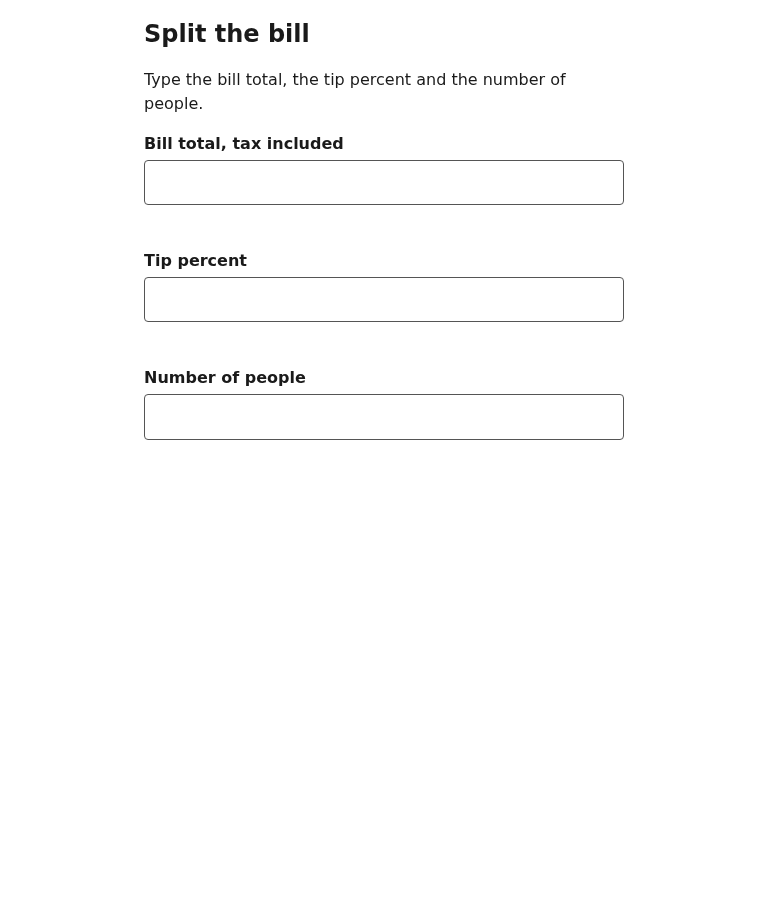 Split the bill
Type the bill total, the tip percent and the number of
people.
Bill total, tax included
Tip percent
Number of people